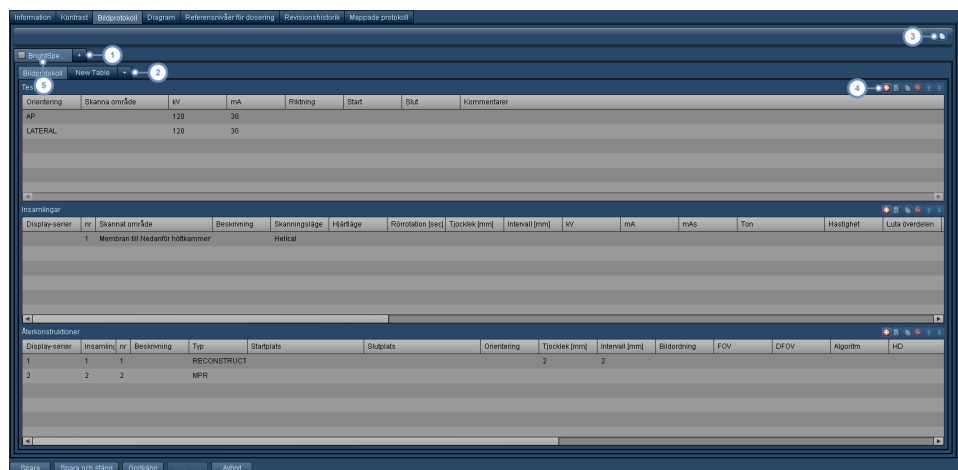 Information Kontrast Bildprotokoll Diagram Referensnivåer för dosering Revisionshistorik Mappade protokoll
3
BrightSpe... + 1
Bildprotokoll New Table + 2
5 4
Orientering Skanna område kV mA Riktning Start Slut Kommentarer
AP 120 30
LATERAL 120 30
Insamlingar
Display-serier nr Skannat område Beskrivning Skanningsläge Hjärtläge Rörrotation [sec] Tjocklek [mm] Intervall [mm] kV mA mAs Ton Hastighet Luta överdelen
1 Membran till Nedanför höftkammer Helical
Återkonstruktioner
Display-serier Insamling nr Beskrivning Typ Startplats Slutplats Orientering Tjocklek [mm] Intervall [mm] Bildordning FOV DFOV Algoritm HD
1 1 1 RECONSTRUCT 2 2
2 2 2 MPR
Spara Spara och stäng Godkänn Avbryt